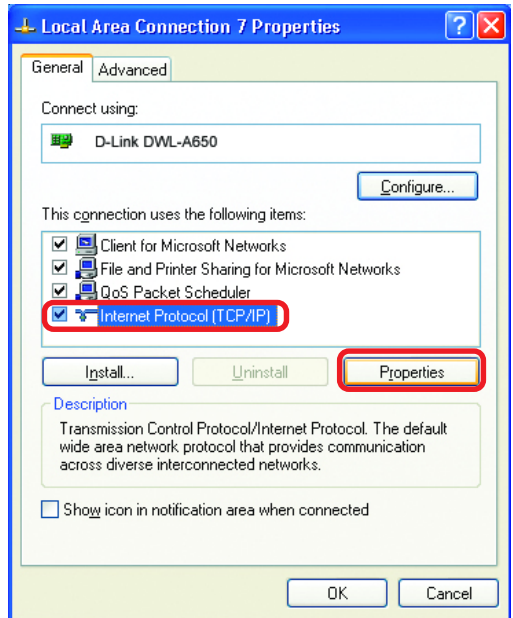 Local Area Connection 7 Properties
General
Advanced
Connect using:
D-Link DWL-A650
Configure...
This connection uses the following items:
Client for Microsoft Networks
File and Printer Sharing for Microsoft Networks
QoS Packet Scheduler
Internet Protocol (TCP/IP)
Install...
Uninstall
Properties
Description
Transmission Control Protocol/Internet Protocol. The default
wide area network protocol that provides communication
across diverse interconnected networks.
Show icon in notification area when connected
OK
Cancel